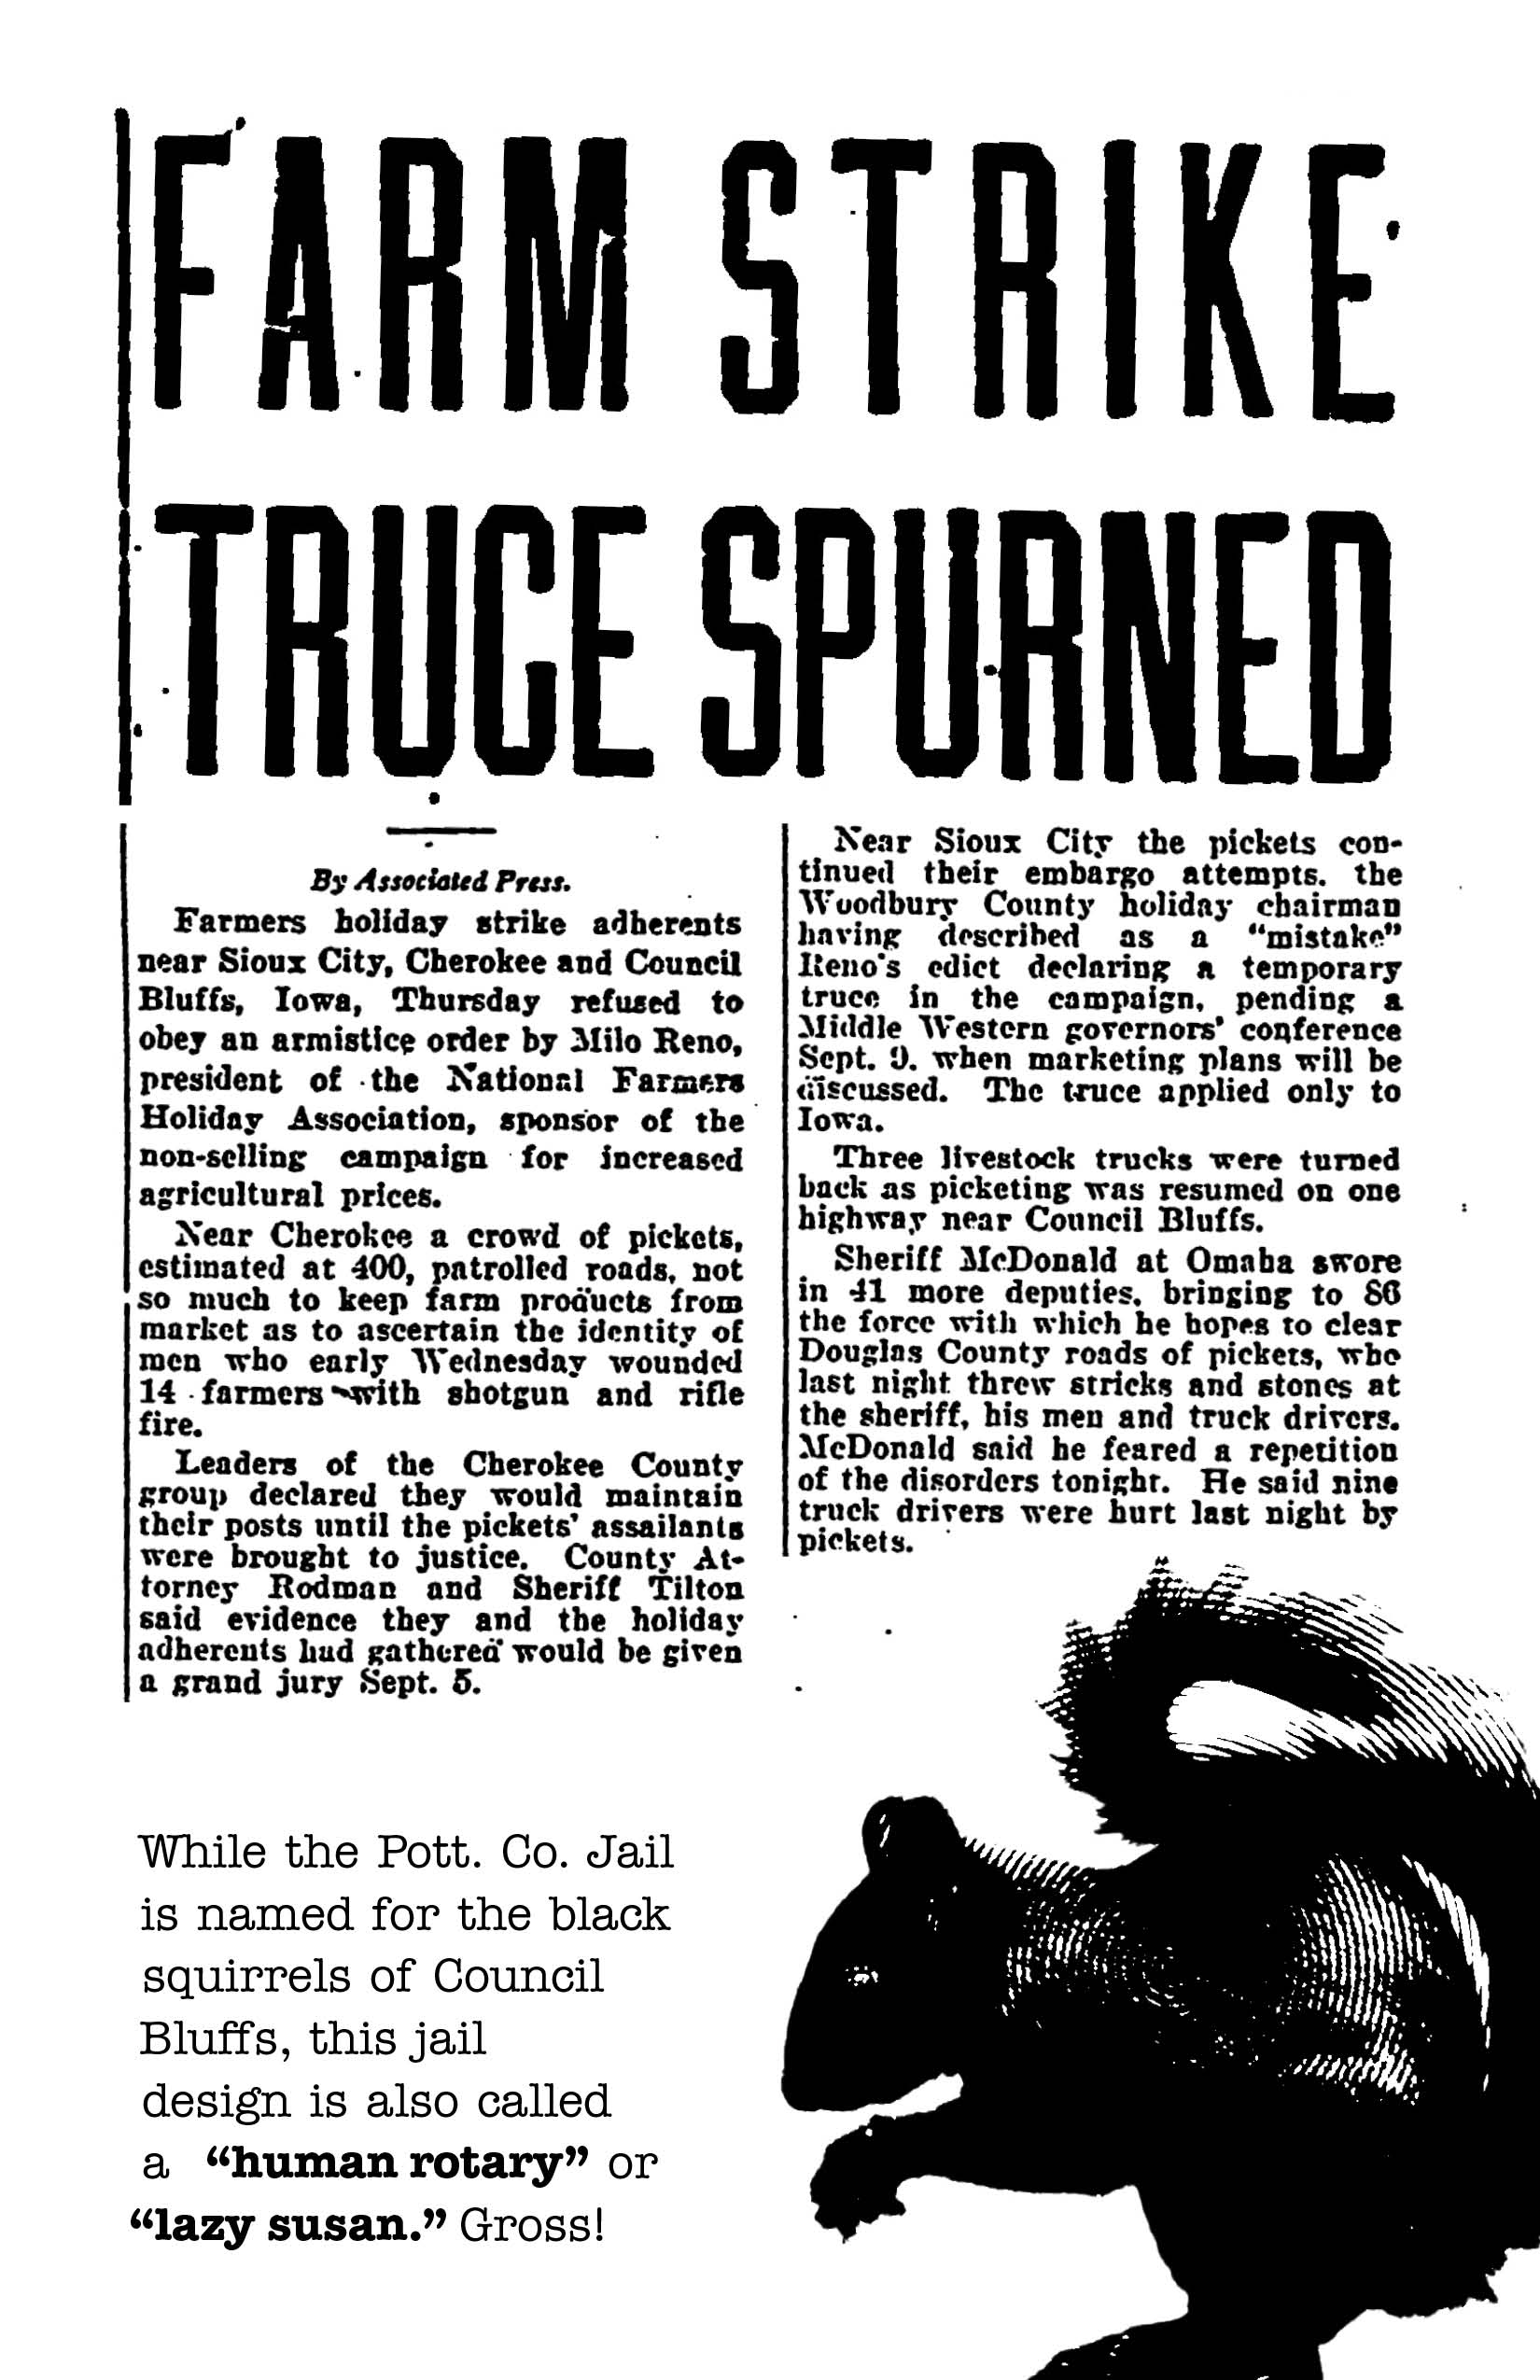 FARM STRIKE
TRUCE SPURNED
By Associated Press.
Farmers holiday strike adherents
near Sioux City, Cherokee and Council
Bluffs, Iowa, Thursday refused to
obey an armistice order by Milo Reno,
president of the National Farmers
Holiday Association, sponsor of the
non-selling campaign for increased
agricultural prices.
Near Cherokee a crowd of pickets,
estimated at 400, patrolled roads, not
so much to keep farm products from
market as to ascertain the identity of
men who early Wednesday wounded
14 farmers with shotgun and rifle
fire.
Leaders of the Cherokee County
group declared they would maintain
their posts until the pickets' assailants
were brought to justice. County At-
torney Rodman and Sheriff Tilton
said evidence they and the holiday
adherents had gathered would be given
a grand jury Sept. 5.
Near Sioux City the pickets con-
tinued their embargo attempts. the
Woodbury County holiday chairman
having described as a "mistake"
Reno's edict declaring a temporary
truce in the campaign, pending a
Middle Western governors' conference
Sept. 9. when marketing plans will be
discussed. The truce applied only to
Iowa.
Three livestock trucks were turned
back as picketing was resumed on one
highway near Council Bluffs.
Sheriff McDonald at Omaha swore
in 41 more deputies, bringing to 86
the force with which he hopes to clear
Douglas County roads of pickets, who
last night threw stricks and stones at
the sheriff, his men and truck drivers.
McDonald said he feared a repetition
of the disorders tonight. He said nine
truck drivers were hurt last night by
pickets.
While the Pott. Co. Jail
is named for the black
squirrels of Council
Bluffs, this jail
design is also called
a “human rotary” or
“lazy susan.” Gross!